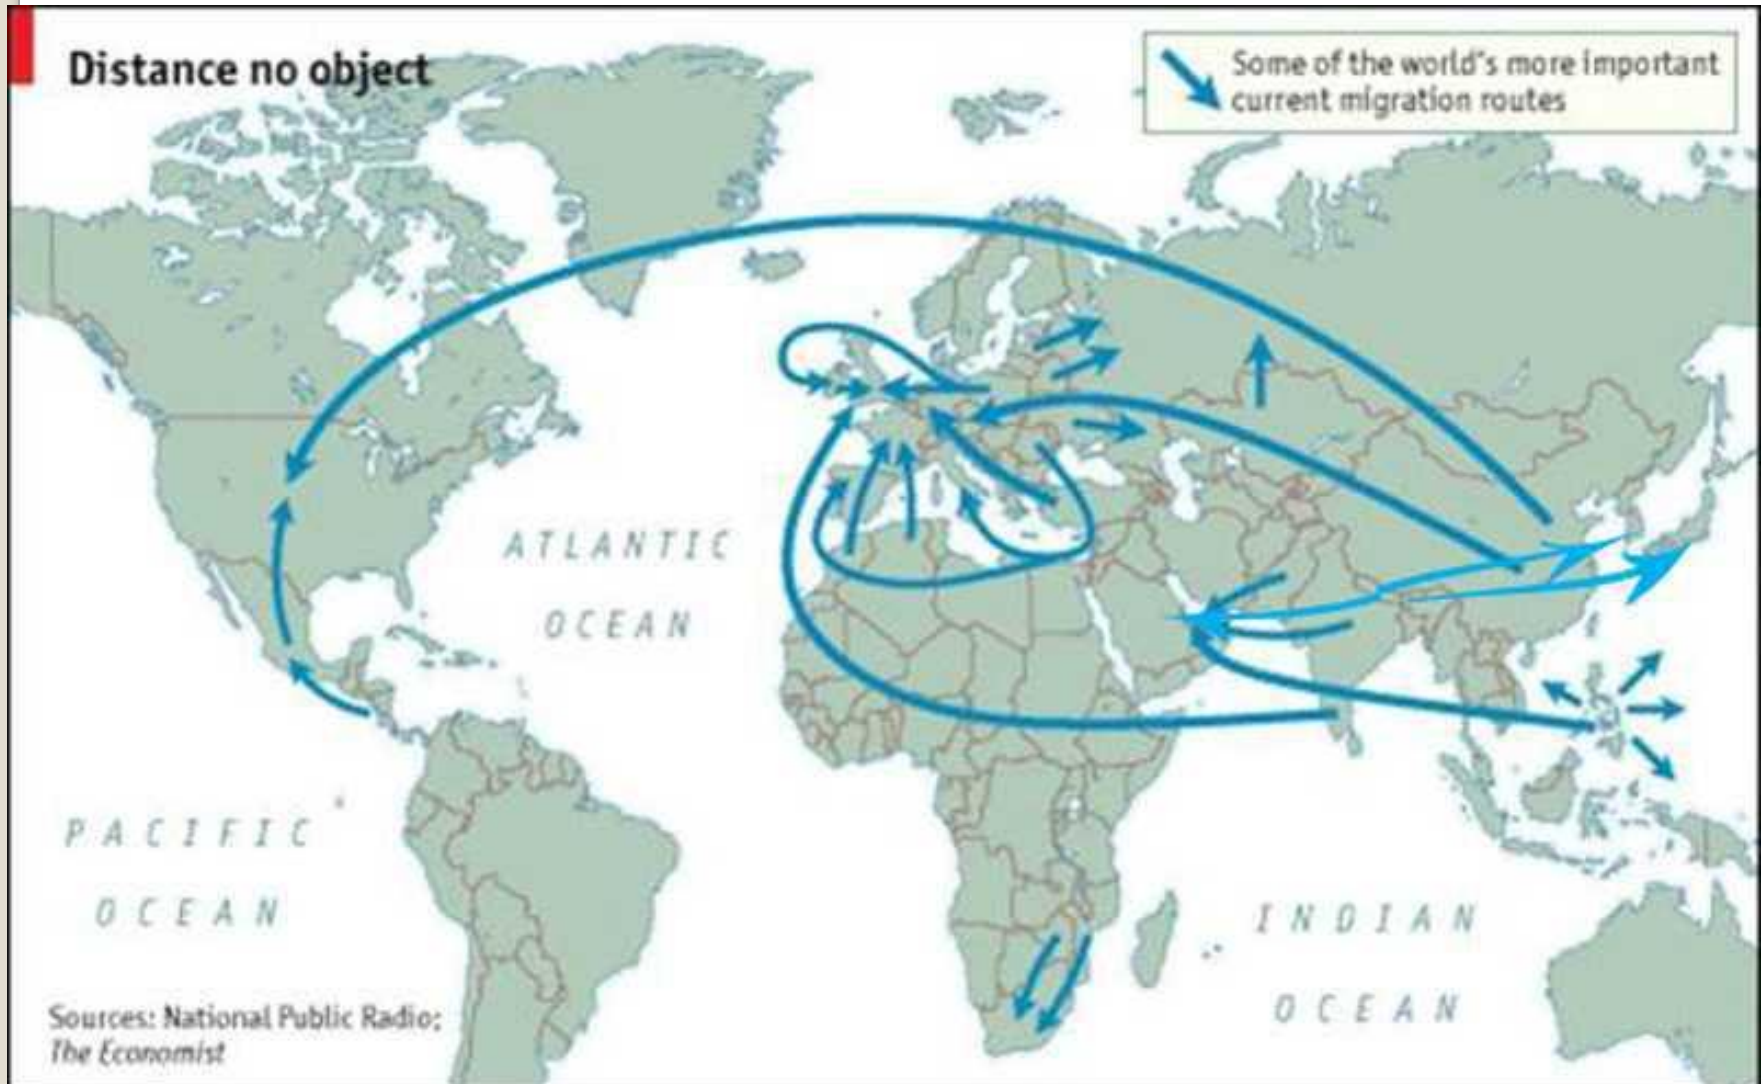 Distance no object
Some of the world's more important
current migration routes
ATLANTIC
OCEAN
PACIFIC
OCEAN
INDIAN
OCEAN
Sources: National Public Radio;
The Economist